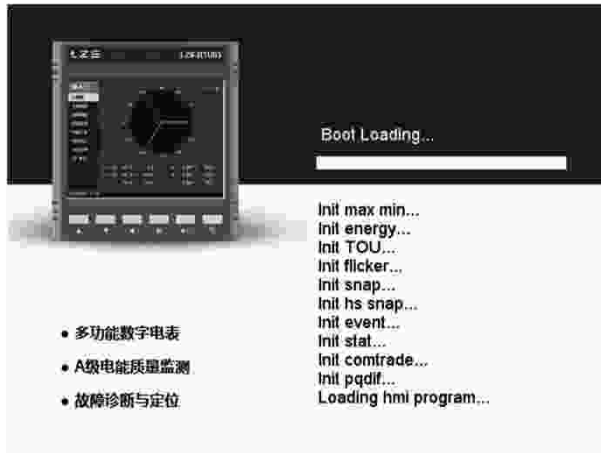 Boot Loading...
Init max min...
Init energy...
Init TOU...
Init flicker...
Init snap...
Init hs snap...
Init event...
Init stat...
Init comtrade...
Init pqdif...
Loading hmi program...
● 多功能数字电表
● A级电能质量监测
● 故障诊断与定位